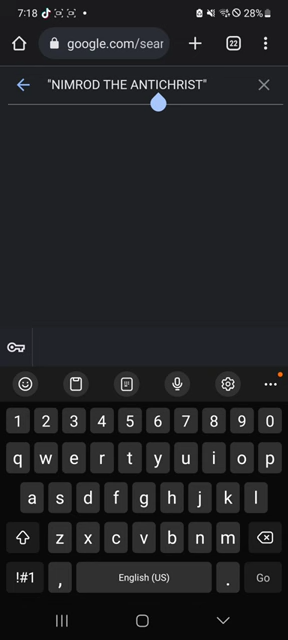 7:18
28%
google.com/sear
22
"NIMROD THE ANTICHRIST"
1 2 3 4 5 6 7 8 9 0
q w e r t y u i o p
a s d f g h j k l
z x c v b n m
!#1 , English (US) . Go